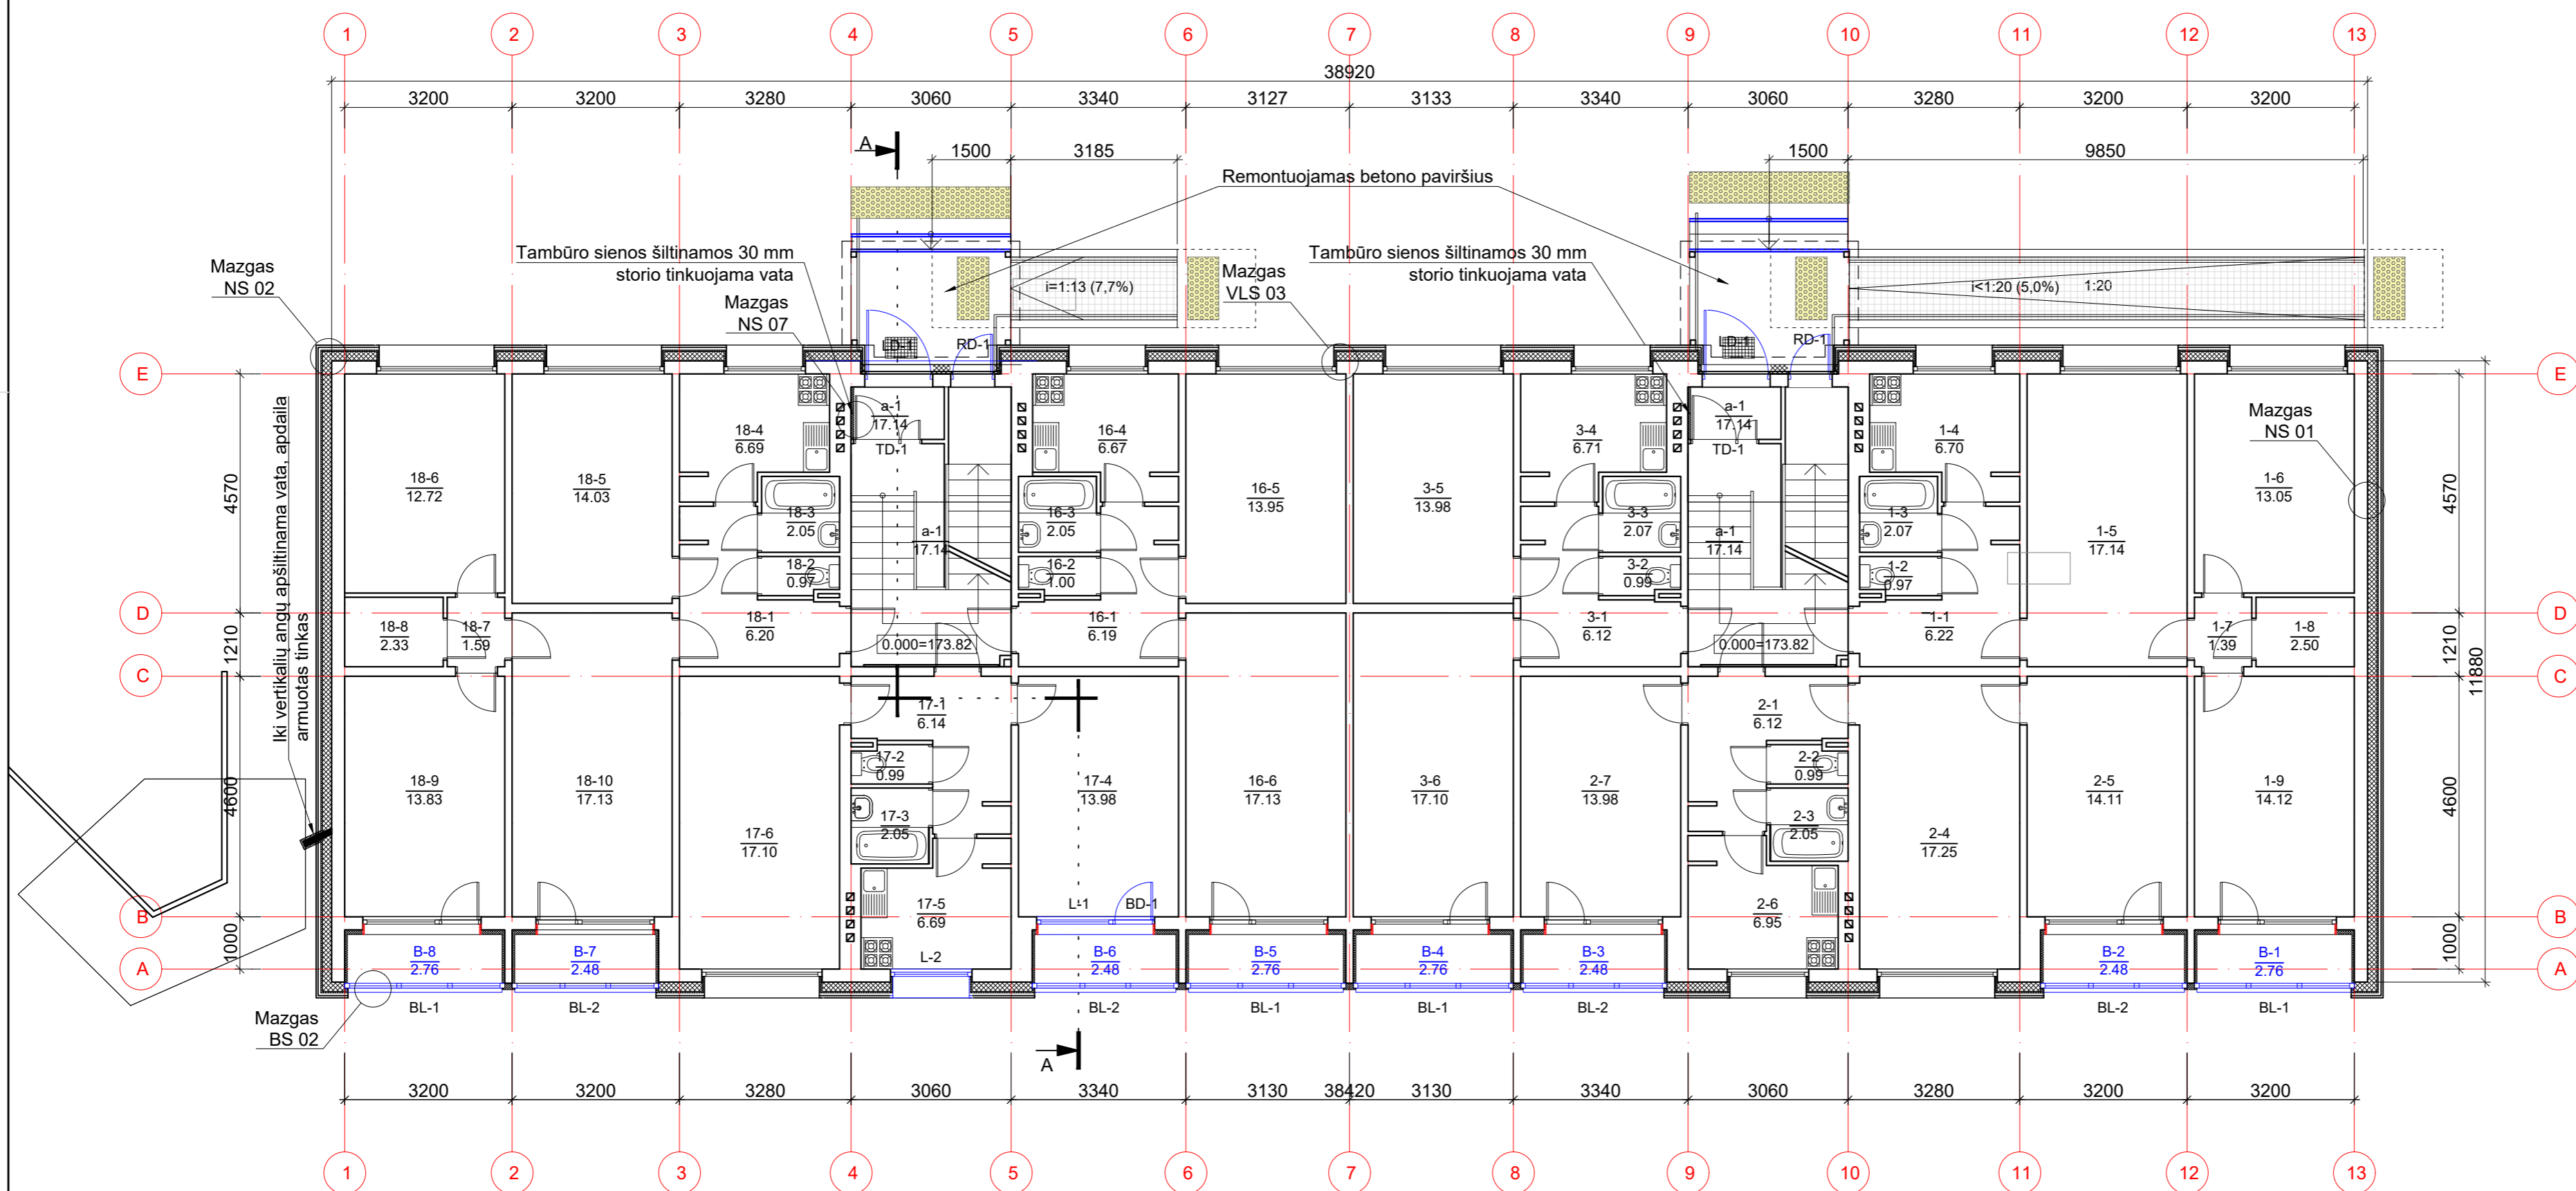 1 2 3 4 5 6 7 8 9 10 11 12 13
38920
3200 3200 3280 3060 3340 3127 3133 3340 3060 3280 3200 3200
A 1500 3185 1500 9850
Remontuojamas betono paviršius
Tambūro sienos šiltinamos 30 mm
storio tinkuojama vata
Tambūro sienos šiltinamos 30 mm
storio tinkuojama vata
Mazgas
NS 02
Mazgas
NS 07
Mazgas
VLS 03
Mazgas
NS 01
i=1:13 (7,7%)
i<1:20 (5,0%) 1:20
LD-1 RD-1 LD-1 RD-1
E E
Iki vertikalių angų apšiltinama vata, apdaila
armuotas tinkas
4570
1210
4600
1000
4570
1210
4600
1000
11880
a-1
17.14
TD-1
a-1
17.14
TD-1
18-4
6.69
16-4
6.67
3-4
6.71
1-4
6.70
18-6
12.72
18-5
14.03
16-5
13.95
3-5
13.98
1-5
17.14
1-6
13.05
18-3
2.05
a-1
17.14
16-3
2.05
3-3
2.07
a-1
17.14
1-3
2.07
18-2
0.97
16-2
1.00
3-2
0.99
1-2
0.97
D D
18-8
2.33
18-7
1.59
18-1
6.20
0.000=173.82
16-1
6.19
3-1
6.12
0.000=173.82
1-1
6.22
1-7
1.39
1-8
2.50
C C
17-1
6.14
2-1
6.12
17-2
0.99
2-2
0.99
18-9
13.83
18-10
17.13
17-6
17.10
17-3
2.05
17-4
13.98
16-6
17.13
3-6
17.10
2-7
13.98
2-3
2.05
2-4
17.25
2-5
14.11
1-9
14.12
17-5
6.69
L-1 BD-1
2-6
6.95
B B
L-2
B-8
2.76
B-7
2.48
B-6
2.48
B-5
2.76
B-4
2.76
B-3
2.48
B-2
2.48
B-1
2.76
A A
BL-1 BL-2 BL-2 BL-1 BL-1 BL-2 BL-2 BL-1
Mazgas
BS 02
A
3200 3200 3280 3060 3340 3130 38420 3130 3340 3060 3280 3200 3200
1 2 3 4 5 6 7 8 9 10 11 12 13